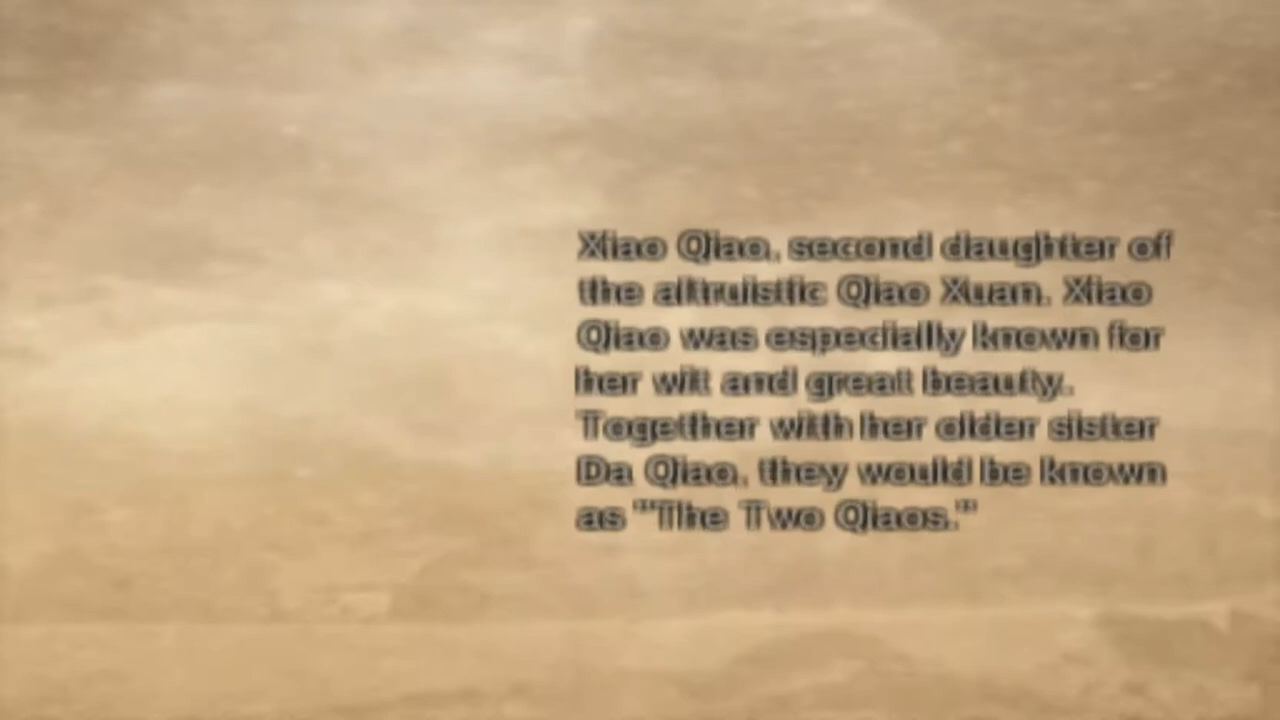 Xiao Qiao, second daughter of
the altruistic Qiao Xuan. Xiao
Qiao was especially known for
her wit and great beauty.
Together with her older sister
Da Qiao, they would be known
as "The Two Qiaos."